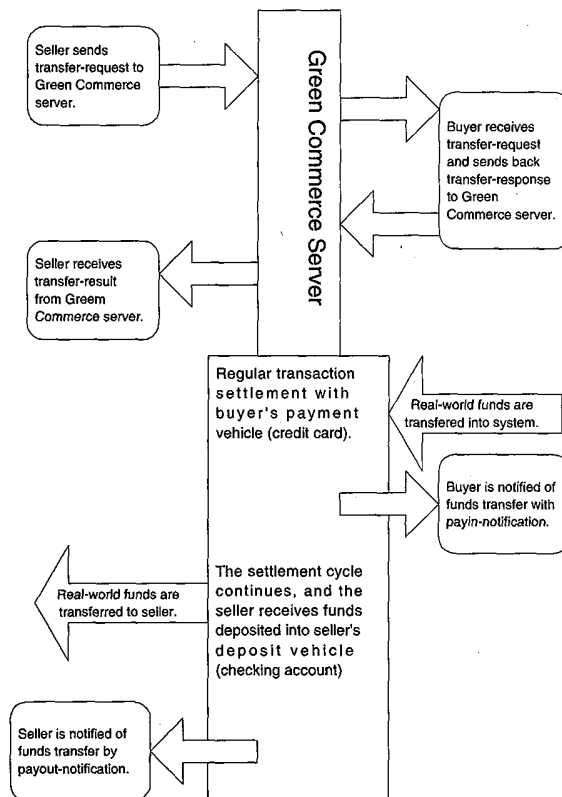 Seller sends
transfer-request to
Green Commerce
server.
Green Commerce Server
Buyer receives
transfer-request
and sends back
transfer-response
to Green
Commerce server.
Seller receives
transfer-result
from Greem
Commerce server.
Regular transaction
settlement with
buyer's payment
vehicle (credit card).
Real-world funds are
transfered into system.
Buyer is notified of
funds transfer with
payin-notification.
The settlement cycle
continues, and the
seller receives funds
deposited into seller's
deposit vehicle
(checking account)
Real-world funds are
transferred to seller.
Seller is notified of
funds transfer by
payout-notification.